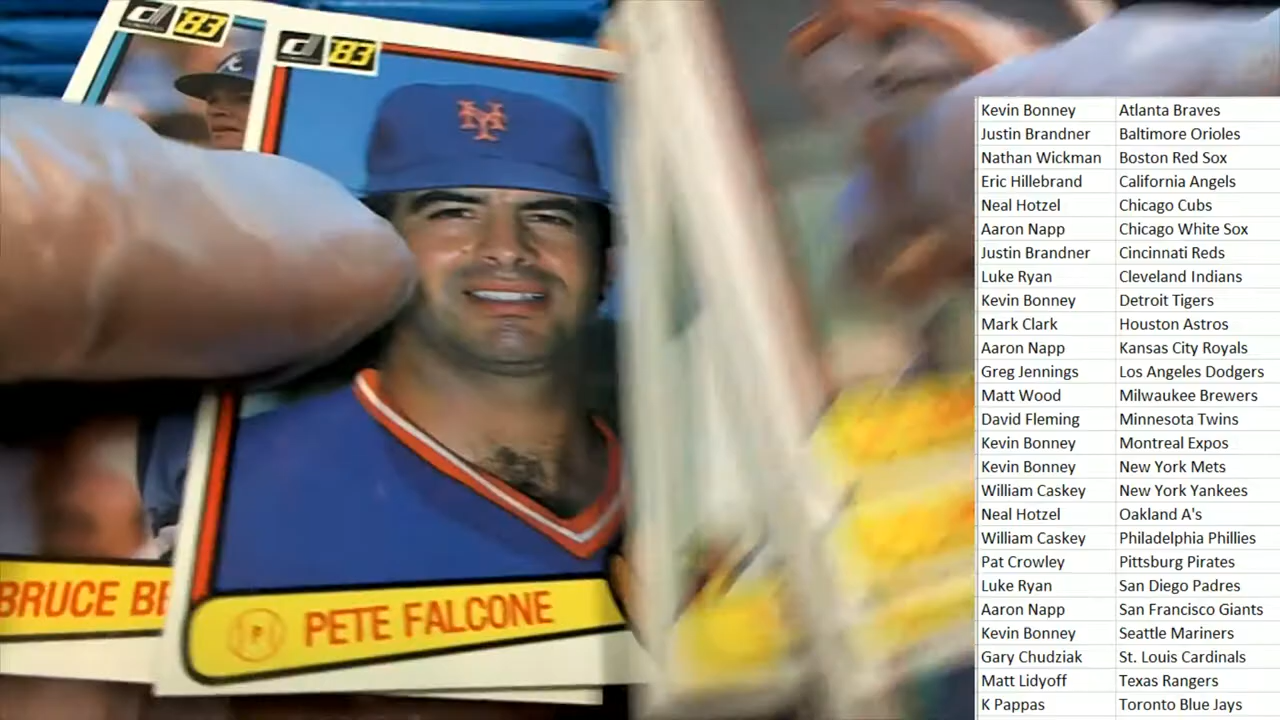 '83
'83
PETE FALCONE
P
BRUCE BE
Kevin Bonney Atlanta Braves
Justin Brandner Baltimore Orioles
Nathan Wickman Boston Red Sox
Eric Hillebrand California Angels
Neal Hotzel Chicago Cubs
Aaron Napp Chicago White Sox
Justin Brandner Cincinnati Reds
Luke Ryan Cleveland Indians
Kevin Bonney Detroit Tigers
Mark Clark Houston Astros
Aaron Napp Kansas City Royals
Greg Jennings Los Angeles Dodgers
Matt Wood Milwaukee Brewers
David Fleming Minnesota Twins
Kevin Bonney Montreal Expos
Kevin Bonney New York Mets
William Caskey New York Yankees
Neal Hotzel Oakland A's
William Caskey Philadelphia Phillies
Pat Crowley Pittsburg Pirates
Luke Ryan San Diego Padres
Aaron Napp San Francisco Giants
Kevin Bonney Seattle Mariners
Gary Chudziak St. Louis Cardinals
Matt Lidyoff Texas Rangers
K Pappas Toronto Blue Jays